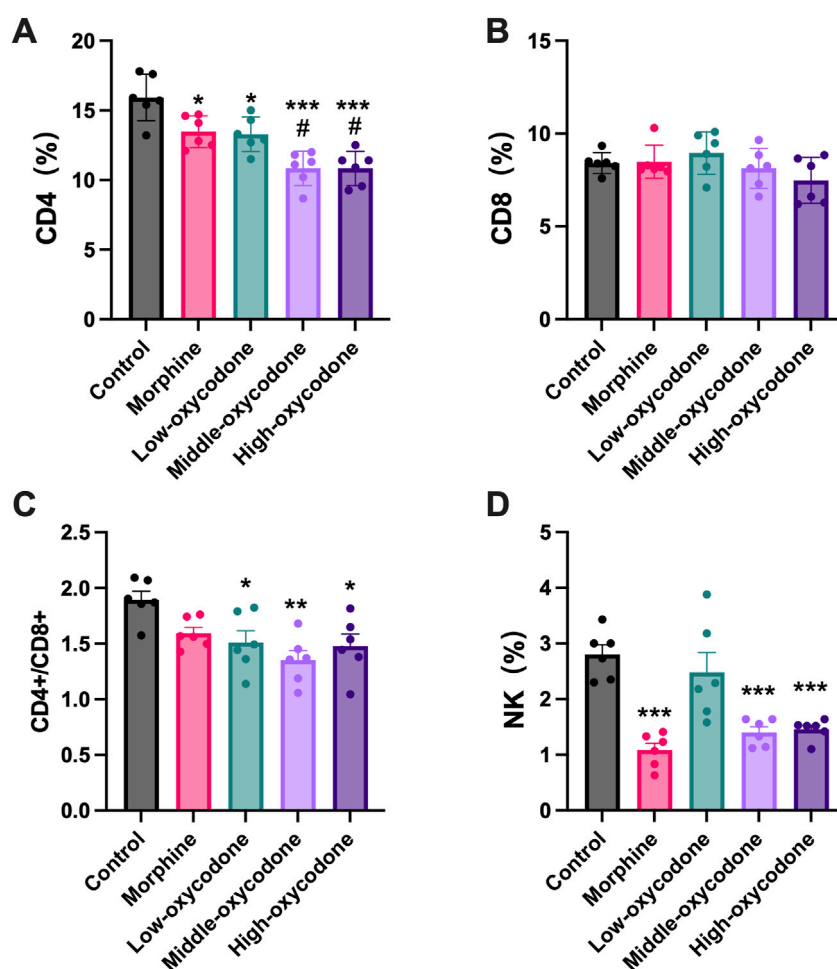 A
CD4 (%)
20
15
10
5
0
* * *** ***
# #
Control
Morphine
Low-oxycodone
Middle-oxycodone
High-oxycodone
B
CD8 (%)
15
10
5
0
Control
Morphine
Low-oxycodone
Middle-oxycodone
High-oxycodone
C
CD4+/CD8+
2.5
2.0
1.5
1.0
0.5
0.0
* ** *
Control
Morphine
Low-oxycodone
Middle-oxycodone
High-oxycodone
D
NK (%)
5
4
3
2
1
0
*** *** ***
Control
Morphine
Low-oxycodone
Middle-oxycodone
High-oxycodone